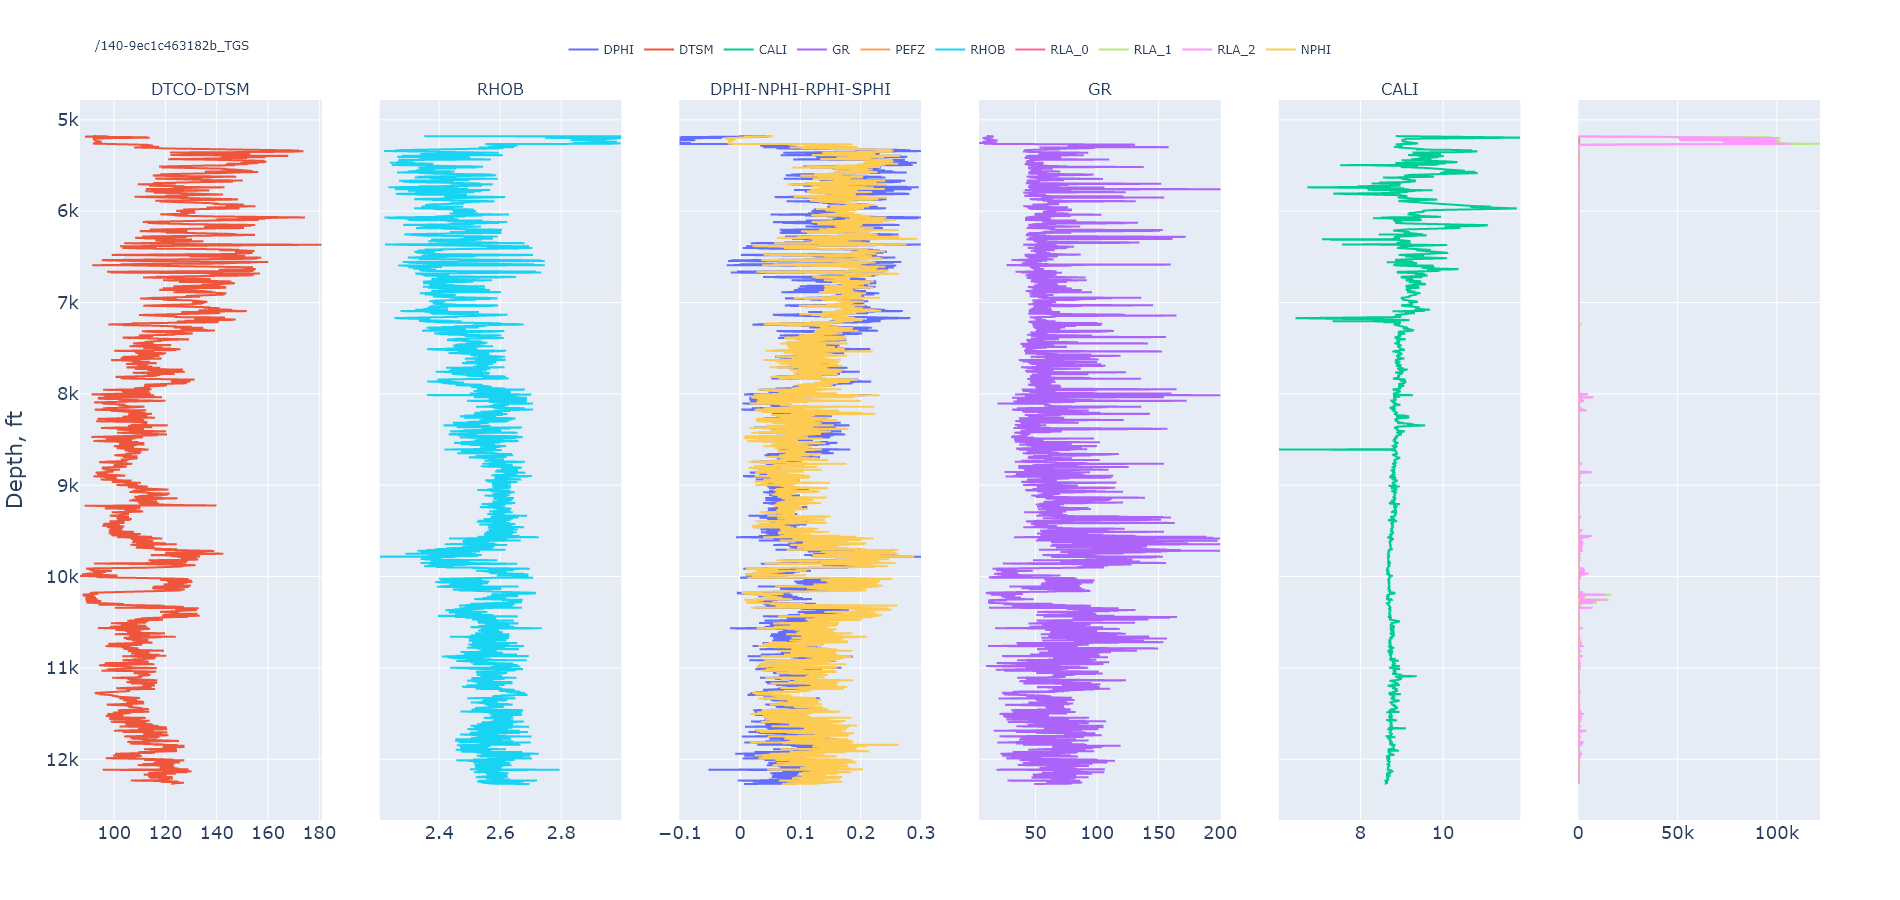 /140-9ec1c463182b_TGS
DPHI DTSM CALI GR PEFZ RHOB RLA_0 RLA_1 RLA_2 NPHI
DTCO-DTSM RHOB DPHI-NPHI-RPHI-SPHI GR CALI
Depth, ft
5k
6k
7k
8k
9k
10k
11k
12k
100 120 140 160 180 2.4 2.6 2.8 −0.1 0 0.1 0.2 0.3 50 100 150 200 8 10 0 50k 100k